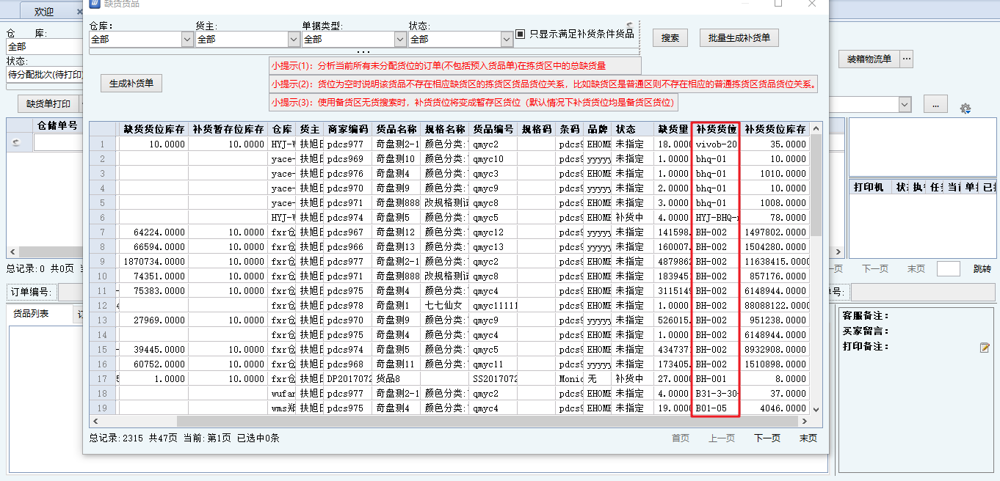 欢迎
缺货货品
仓 库:
全部
状态:
待分配批次(待打印)
缺货单打印
仓储单号
总记录:0 共0页
订单编号:
货品列表
仓库: 货主: 单据类型: 状态:
全部 全部 全部 全部 只显示满足补货条件货品 搜索 批量生成补货单
生成补货单
小提示(1): 分析当前所有未分配货位的订单(不包括预入货品单)在拣货区中的总缺货量
小提示(2): 货位为空时说明该货品不存在相应缺货区的拣货区货品货位关系，比如缺货区是普通区则不存在相应的普通拣货区货品货位关系。
小提示(3): 使用备货区无货搜索时，补货货位将变成暂存区货位（默认情况下补货货位均是备货区货位）
缺货货位库存 补货暂存位库存 仓库 货主 商家编码 货品名称 规格名称 货品编号 规格码 条码 品牌 状态 缺货量 补货货位 补货货位库存
1 10.0000 HYJ-W 扶旭 pdcs977 奇盘测2-1 颜色分类: qmyc2 pdcs9 EHOME 未指定 18.0000 vivob-20 35.0000
2 yace- 扶旭 pdcs969 奇盘测10 颜色分类: qmyc10 pdcs9 yyyyy 未指定 1.0000 bhq-01 10.0000
3 yace- 扶旭 pdcs976 奇盘测4 颜色分类: qmyc3 pdcs9 EHOME 未指定 1.0000 bhq-01 1010.0000
4 yace- 扶旭 pdcs970 奇盘测9 颜色分类: qmyc9 pdcs9 yyyyy 未指定 2.0000 bhq-01 10.0000
5 yace- 扶旭 pdcs971 奇盘测888 改规格测试 qmyc8 pdcs9 EHOME 未指定 3.0000 bhq-01 1008.0000
6 HYJ-W 扶旭 pdcs974 奇盘测5 颜色分类: qmyc5 pdcs9 EHOME 补货中 4.0000 HYJ-BHQ- 78.0000
7 64224.0000 10.0000 fxr仓 扶旭 pdcs967 奇盘测12 颜色分类: qmyc12 pdcs9 yyyyy 未指定 141598. BH-002 1497802.0000
8 66594.0000 10.0000 fxr仓 扶旭 pdcs966 奇盘测13 颜色分类: qmyc13 pdcs9 yyyyy 未指定 160007. BH-002 1504280.0000
9 1870734.0000 10.0000 fxr仓 扶旭 pdcs977 奇盘测2-1 颜色分类: qmyc2 pdcs9 EHOME 未指定 4879862 BH-002 11638415.0000
10 74351.0000 10.0000 fxr仓 扶旭 pdcs971 奇盘测888 改规格测试 qmyc8 pdcs9 EHOME 未指定 183945 BH-002 857176.0000
11 75383.0000 10.0000 fxr仓 扶旭 pdcs975 奇盘测4 颜色分类: qmyc4 pdcs9 EHOME 未指定 3115149 BH-002 6148944.0000
12 fxr仓 扶旭 pdcs978 奇盘测1 七七仙女 qmyc11111 pdcs9 EHOME 未指定 1.0000 BH-002 88088122.0000
13 27969.0000 10.0000 fxr仓 扶旭 pdcs970 奇盘测9 颜色分类: qmyc9 pdcs9 yyyyy 未指定 526015. BH-002 951238.0000
14 fxr仓 扶旭 pdcs975 奇盘测4 颜色分类: qmyc4 pdcs9 EHOME 未指定 1.0000 BH-002 6148944.0000
15 39445.0000 10.0000 fxr仓 扶旭 pdcs974 奇盘测5 颜色分类: qmyc5 pdcs9 EHOME 未指定 434737 BH-002 8932908.0000
16 60752.0000 10.0000 fxr仓 扶旭 pdcs968 奇盘测11 颜色分类: qmyc11 pdcs9 yyyyy 未指定 173405. BH-002 1510898.0000
17 1.0000 10.0000 fxr仓 扶旭 DP2017072 货品8 SS2017072 Monic 无 补货中 27.0000 BH-001 8.0000
18 wufan 扶旭 pdcs977 奇盘测2-1 颜色分类: qmyc2 pdcs9 EHOME 未指定 4.0000 B31-3-30- 37.0000
19 wms郑 扶旭 pdcs975 奇盘测4 颜色分类: qmyc4 pdcs9 EHOME 未指定 19.0000 B01-05 4046.0000
总记录:2315 共47页 当前:第1页 已选中0条 首页 上一页 下一页 末页
装箱物流单 ...
...
打印机 状 执行 任 当前 单 已
页 下一页 末页 跳转
单号:
客服备注:
买家留言:
打印备注: